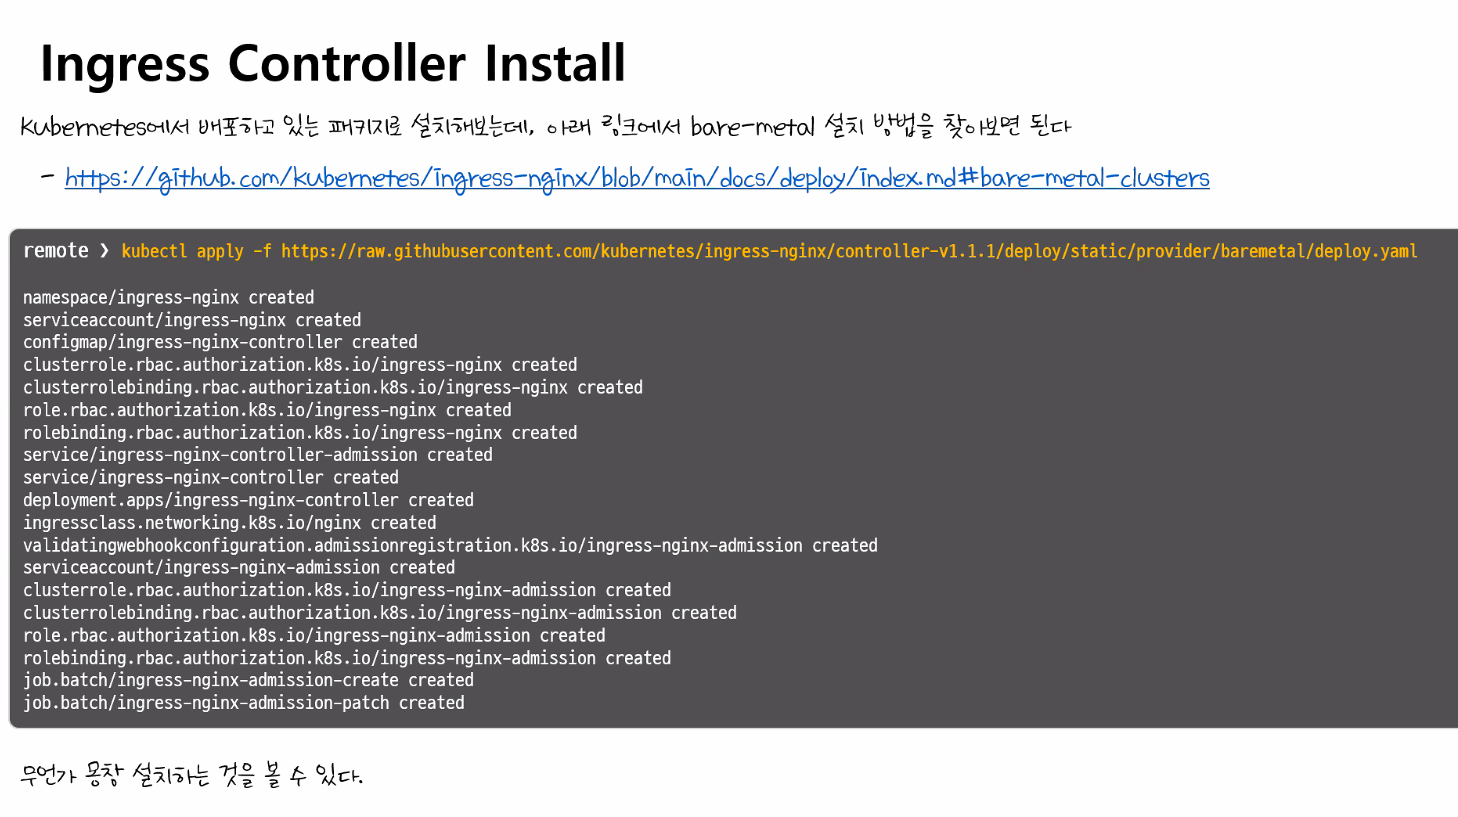 Ingress Controller Install
Kubernetes에서 배포하고 있는 패키지로 설치해보는데, 아래 링크에서 bare-metal 설치 방법을 찾아보면 된다
- https://github.com/kubernetes/ingress-nginx/blob/main/docs/deploy/index.md#bare-metal-clusters
remote ❯ kubectl apply -f https://raw.githubusercontent.com/kubernetes/ingress-nginx/controller-v1.1.1/deploy/static/provider/baremetal/deploy.yaml
namespace/ingress-nginx created
serviceaccount/ingress-nginx created
configmap/ingress-nginx-controller created
clusterrole.rbac.authorization.k8s.io/ingress-nginx created
clusterrolebinding.rbac.authorization.k8s.io/ingress-nginx created
role.rbac.authorization.k8s.io/ingress-nginx created
rolebinding.rbac.authorization.k8s.io/ingress-nginx created
service/ingress-nginx-controller-admission created
service/ingress-nginx-controller created
deployment.apps/ingress-nginx-controller created
ingressclass.networking.k8s.io/nginx created
validatingwebhookconfiguration.admissionregistration.k8s.io/ingress-nginx-admission created
serviceaccount/ingress-nginx-admission created
clusterrole.rbac.authorization.k8s.io/ingress-nginx-admission created
clusterrolebinding.rbac.authorization.k8s.io/ingress-nginx-admission created
role.rbac.authorization.k8s.io/ingress-nginx-admission created
rolebinding.rbac.authorization.k8s.io/ingress-nginx-admission created
job.batch/ingress-nginx-admission-create created
job.batch/ingress-nginx-admission-patch created
무언가 몽창 설치하는 것을 볼 수 있다.